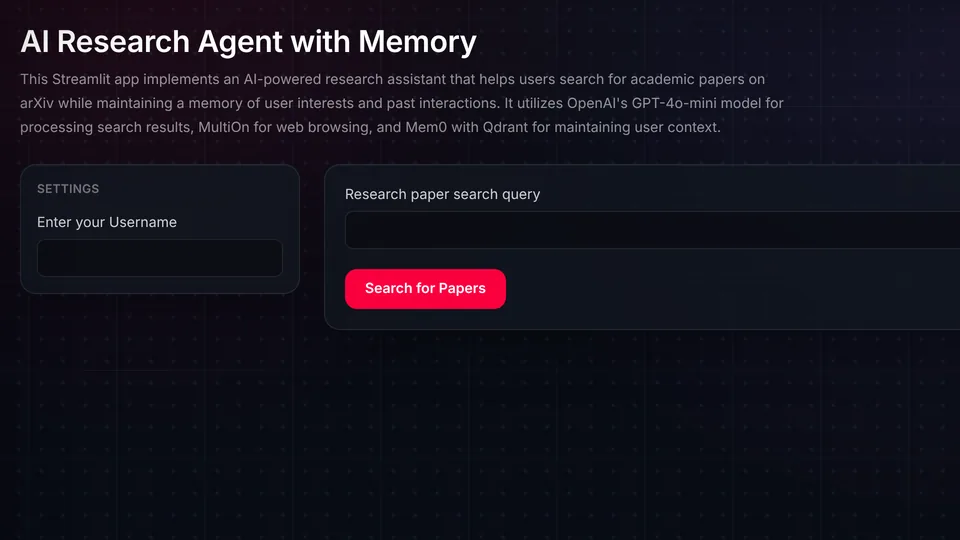 AI Research Agent with Memory
This Streamlit app implements an AI-powered research assistant that helps users search for academic papers on
arXiv while maintaining a memory of user interests and past interactions. It utilizes OpenAI's GPT-4o-mini model for
processing search results, MultiOn for web browsing, and Mem0 with Qdrant for maintaining user context.
SETTINGS
Enter your Username
Research paper search query
Search for Papers